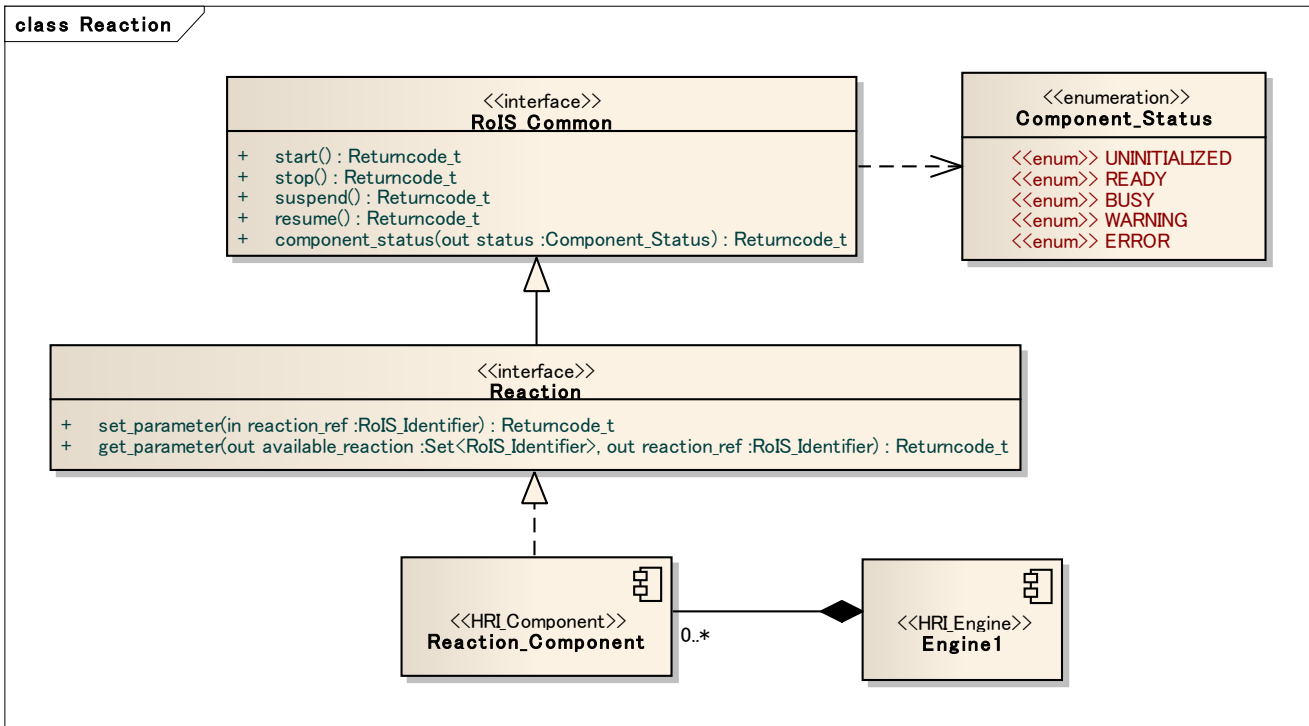 class Reaction
<<interface>>
RoIS_Common
+ start() : Returncode_t
+ stop() : Returncode_t
+ suspend() : Returncode_t
+ resume() : Returncode_t
+ component_status(out status :Component_Status) : Returncode_t
<<enumeration>>
Component_Status
<<enum>> UNINITIALIZED
<<enum>> READY
<<enum>> BUSY
<<enum>> WARNING
<<enum>> ERROR
<<interface>>
Reaction
+ set_parameter(in reaction_ref :RoIS_Identifier) : Returncode_t
+ get_parameter(out available_reaction :Set<RoIS_Identifier>, out reaction_ref :RoIS_Identifier) : Returncode_t
<<HRI_Component>>
Reaction_Component
0..*
<<HRI_Engine>>
Engine1